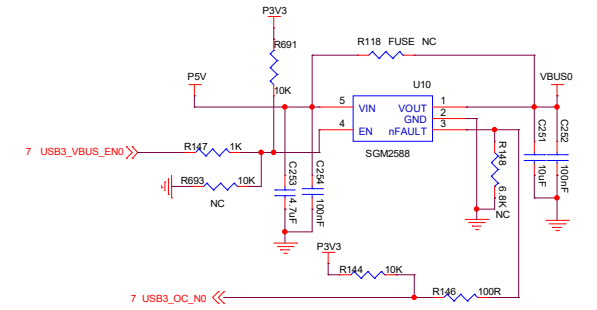 P3V3
R691
R118 FUSE NC
P5V
10K
U10
VBUS0
5 VIN VOUT 1
GND 2
4 EN nFAULT 3
SGM2588
7 USB3_VBUS_EN0
R147 1K
R693 10K
NC
C253
4.7uF
C254
100nF
R148
6.8K
NC
C251
10uF
C252
100nF
P3V3
R144 10K
7 USB3_OC_N0
R146 100R